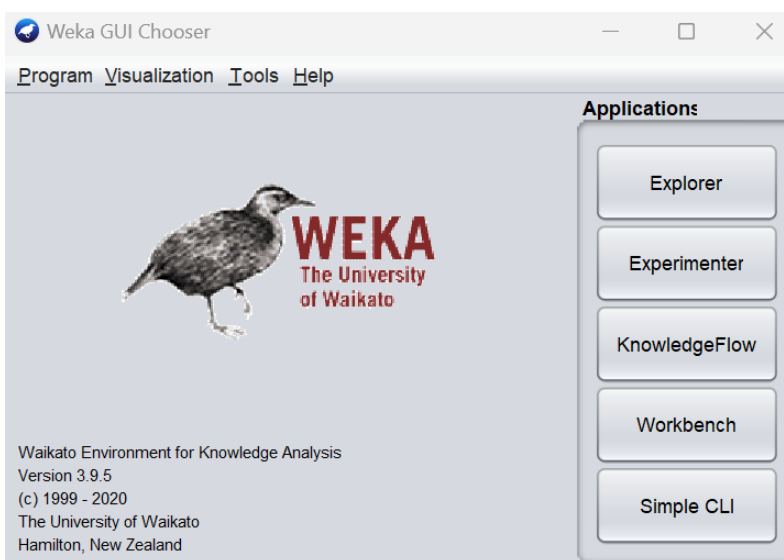 Weka GUI Chooser
Program Visualization Tools Help
Applications
Explorer
Experimenter
KnowledgeFlow
Workbench
Simple CLI
WEKA
The University
of Waikato
Waikato Environment for Knowledge Analysis
Version 3.9.5
(c) 1999 - 2020
The University of Waikato
Hamilton, New Zealand